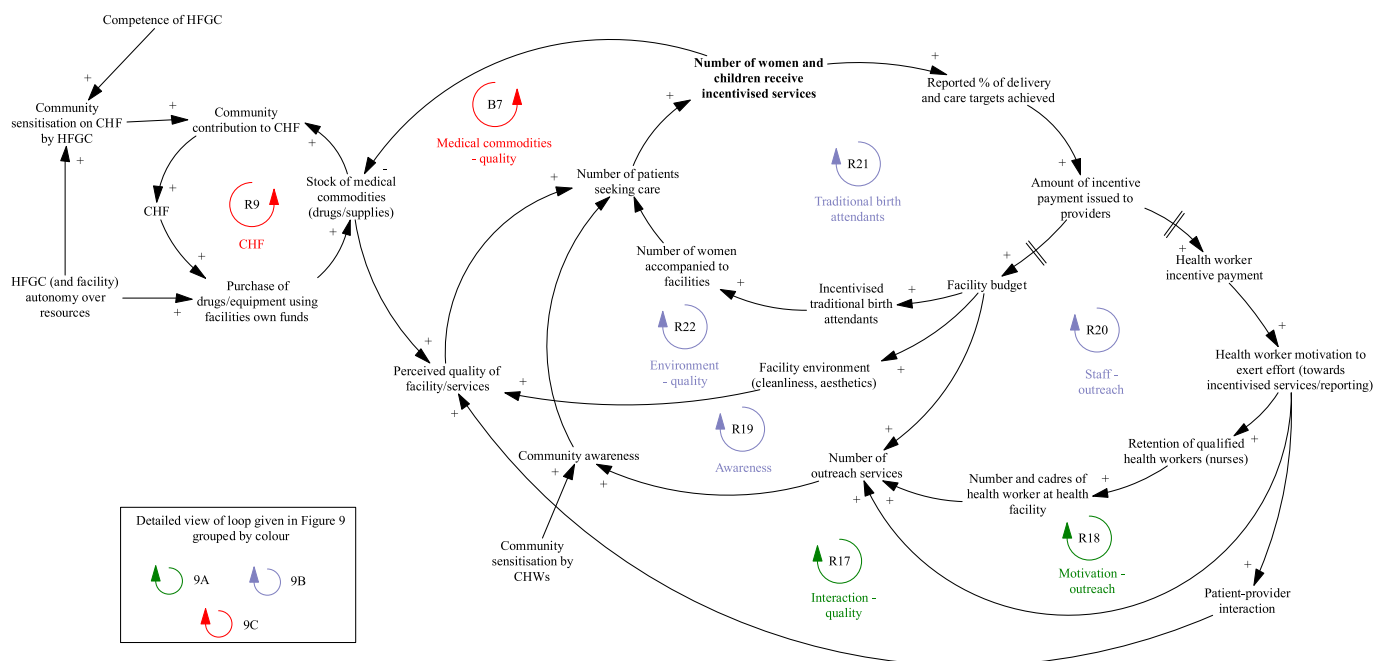 Competence of HFGC
+
Community
sensitisation on CHF
by HFGC
+
+
Community
contribution to CHF
+
+
CHF
R9
CHF
HFGC (and facility)
autonomy over
resources
+
+
Purchase of
drugs/equipment using
facilities own funds
+
Stock of medical
commodities
(drugs/supplies)
-
B7
Medical commodities
- quality
Number of women and
children receive
incentivised services
+
+
Reported % of delivery
and care targets achieved
+
Number of patients
seeking care
+
R21
Traditional birth
attendants
Amount of incentive
payment issued to
providers
+
Health worker
incentive payment
Number of women
accompanied to
facilities
+
Incentivised
traditional birth
attendants
+
Facility budget
+
R22
Environment
- quality
R20
Staff -
outreach
+
Health worker motivation to
exert effort (towards
incentivised services/reporting)
Perceived quality of
facility/services
+
+
+
Facility environment
(cleanliness, aesthetics)
+
R19
Awareness
+
Retention of qualified
health workers (nurses)
+
Community awareness
+
+
Number of
outreach services
+
+
+
Number and cadres of
health worker at health
facility
+
Community
sensitisation by
CHWs
R17
Interaction -
quality
R18
Motivation -
outreach
+
Patient-provider
interaction
Detailed view of loop given in Figure 9
grouped by colour
9A
9B
9C